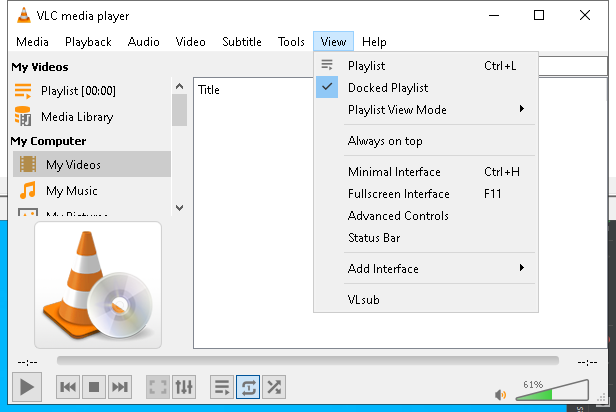 VLC media player
Media Playback Audio Video Subtitle Tools View Help
My Videos
Playlist [00:00]
Media Library
My Computer
My Videos
My Music
My Pictures
Title
Playlist Ctrl+L
Docked Playlist
Playlist View Mode
Always on top
Minimal Interface Ctrl+H
Fullscreen Interface F11
Advanced Controls
Status Bar
Add Interface
VLsub
--:-- --:--
61%